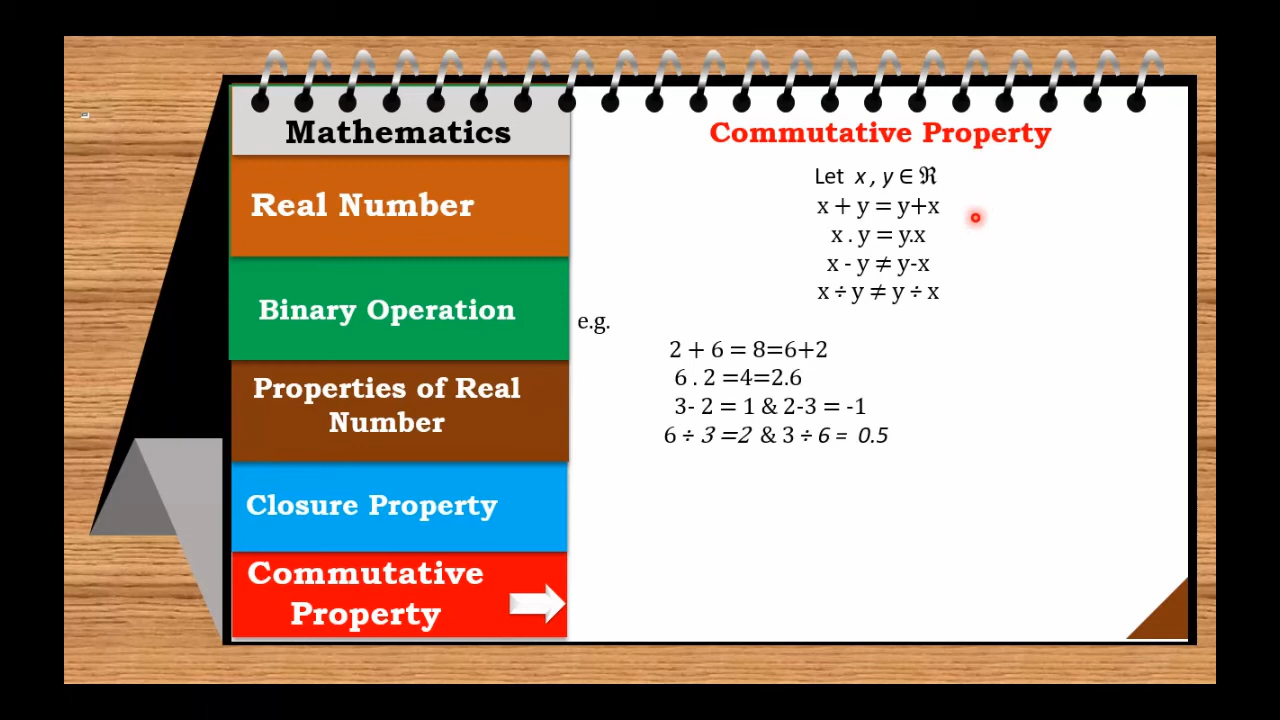 Mathematics
Real Number
Binary Operation
Properties of Real
Number
Closure Property
Commutative
Property
Commutative Property
Let x , y ∈ ℜ
x + y = y+x
x . y = y.x
x - y ≠ y-x
x ÷ y ≠ y ÷ x
e.g.
2 + 6 = 8=6+2
6 . 2 =4=2.6
3- 2 = 1 & 2-3 = -1
6 ÷ 3 =2 & 3 ÷ 6 = 0.5